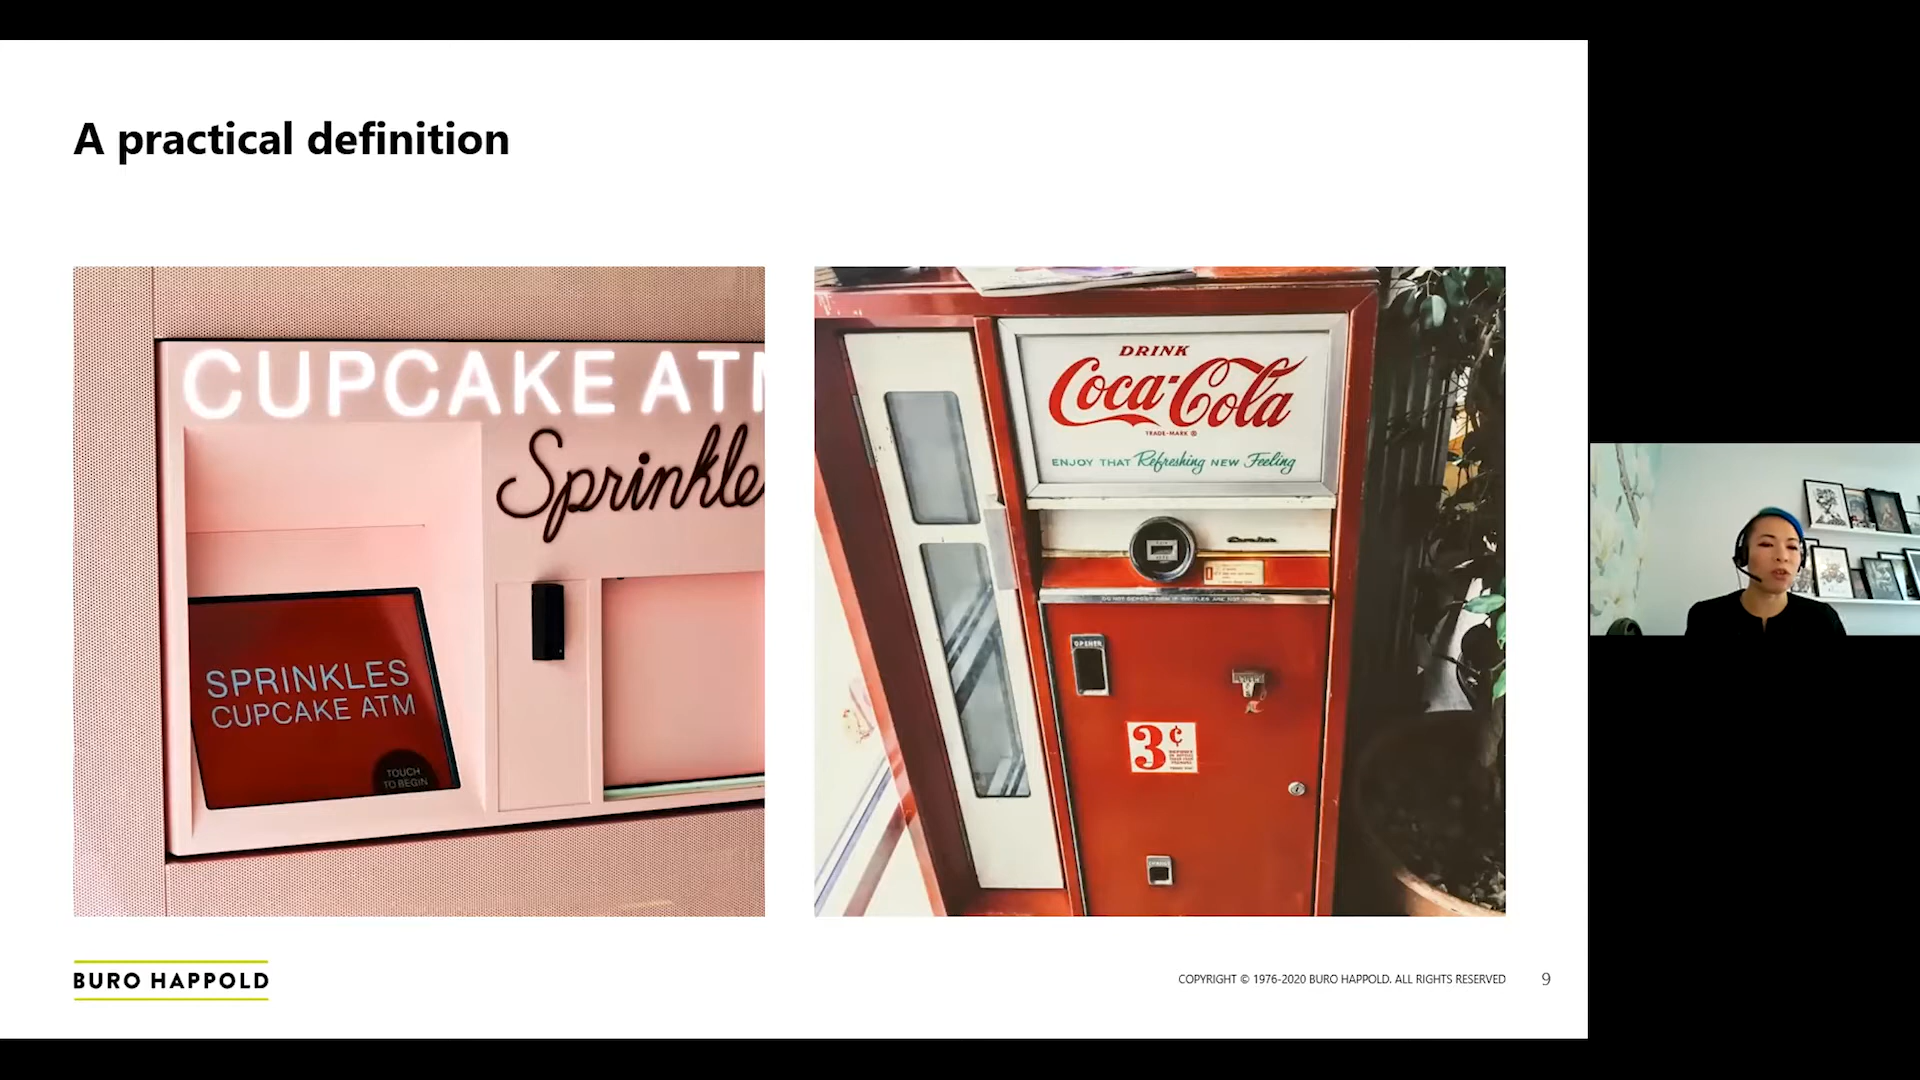 A practical definition
CUPCAKE ATM
Sprinkle
SPRINKLES
CUPCAKE ATM
TOUCH
TO BEGIN
DRINK
Coca-Cola
TRADE-MARK ®
ENJOY THAT Refreshing NEW Feeling
OPENER
3¢
BURO HAPPOLD
COPYRIGHT © 1976-2020 BURO HAPPOLD. ALL RIGHTS RESERVED
9